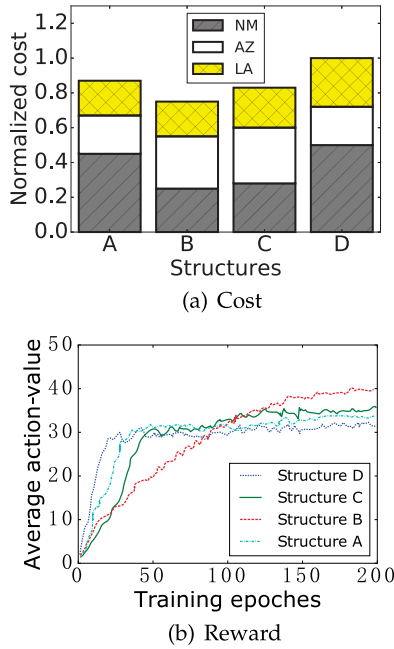 Normalized cost
1.2
1.0
0.8
0.6
0.4
0.2
0.0
NM
AZ
LA
A B C D
Structures
(a) Cost
Average action-value
50
40
30
20
10
0
Structure D
Structure C
Structure B
Structure A
0 50 100 150 200
Training epoches
(b) Reward